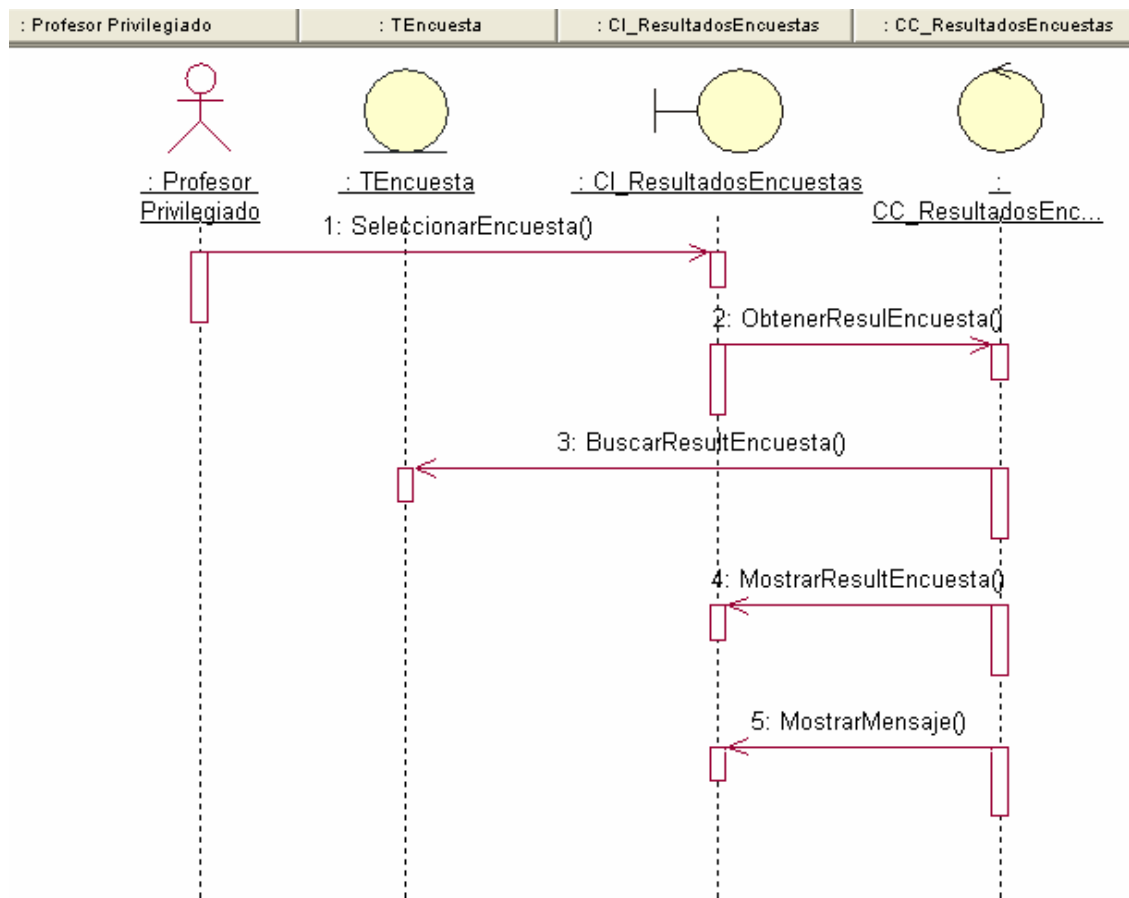 : Profesor Privilegiado
: TEncuesta
: CI_ResultadosEncuestas
: CC_ResultadosEncuestas
: Profesor
Privilegiado
: TEncuesta
: CI_ResultadosEncuestas
:
CC_ResultadosEnc...
1: SeleccionarEncuesta()
2: ObtenerResulEncuesta()
3: BuscarResultEncuesta()
4: MostrarResultEncuesta()
5: MostrarMensaje()